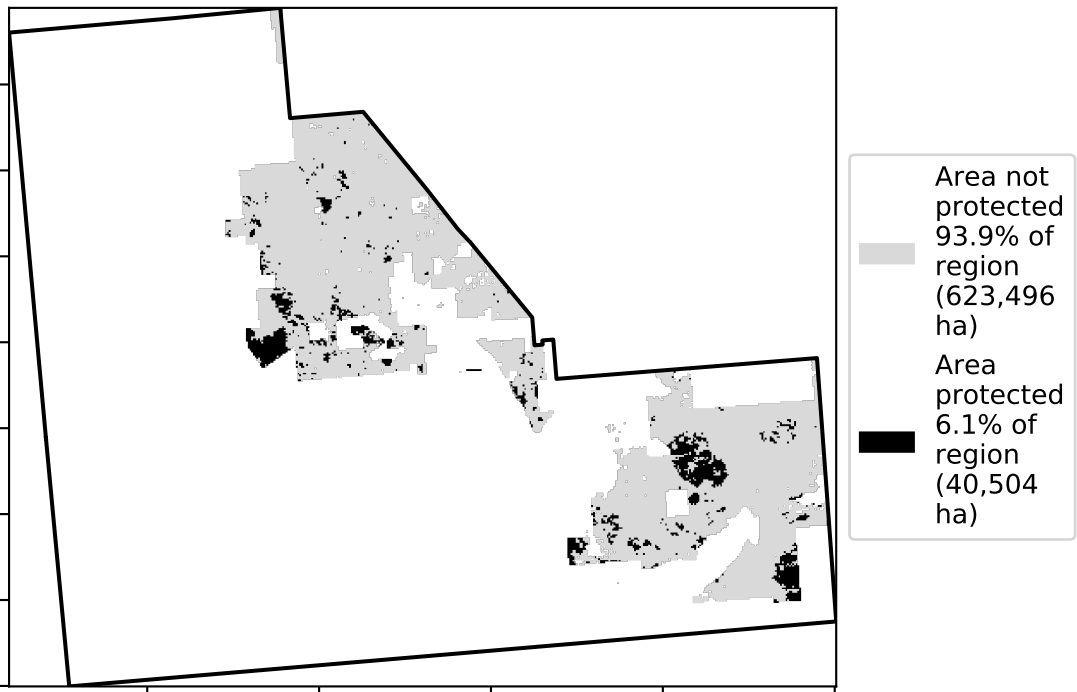 Area not
protected
93.9% of
region
(623,496
ha)
Area
protected
6.1% of
region
(40,504
ha)